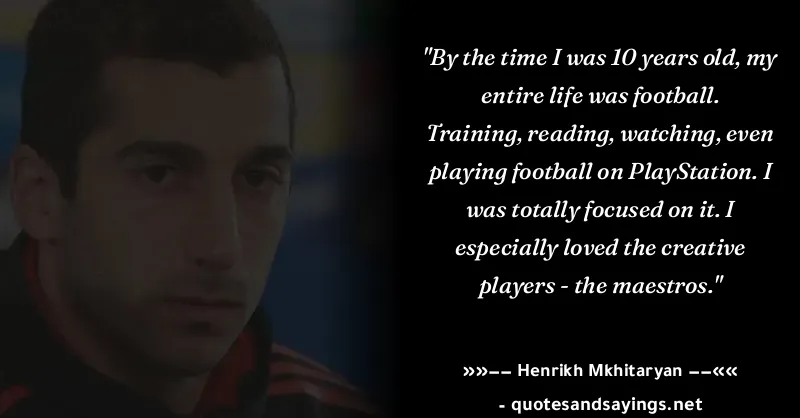 "By the time I was 10 years old, my
entire life was football.
Training, reading, watching, even
playing football on PlayStation. I
was totally focused on it. I
especially loved the creative
players - the maestros."
»»−− Henrikh Mkhitaryan −−««
- quotesandsayings.net